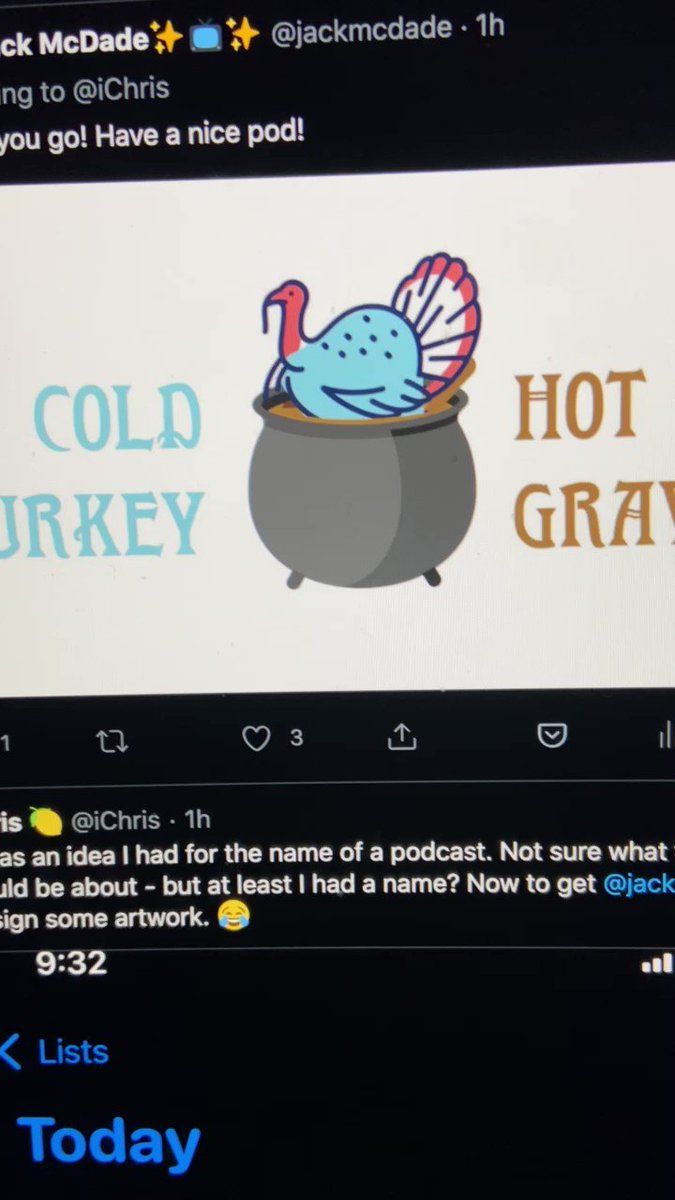 ck McDade✨📺✨ @jackmcdade · 1h
ng to @iChris
you go! Have a nice pod!
COLD
URKEY
HOT
GRAV
1
3
is 🍋 @iChris · 1h
as an idea I had for the name of a podcast. Not sure what
uld be about - but at least I had a name? Now to get @jack
sign some artwork. 😂
9:32
Lists
Today